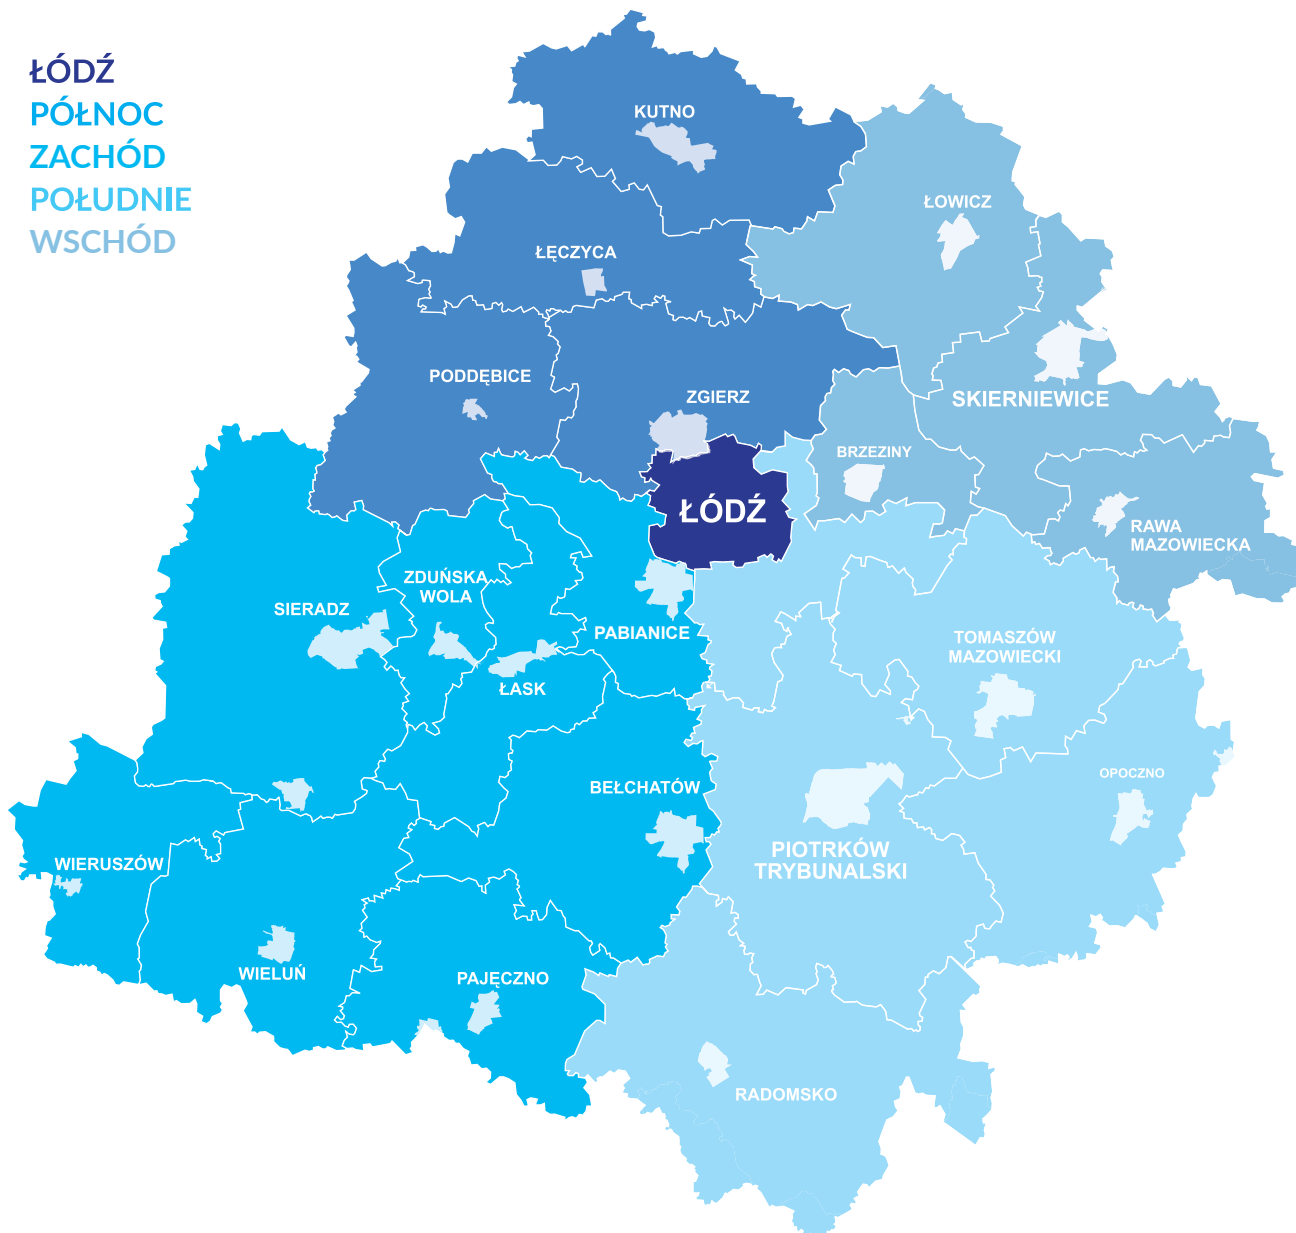 ŁÓDŹ
PÓŁNOC
ZACHÓD
POŁUDNIE
WSCHÓD
KUTNO
ŁOWICZ
ŁĘCZYCA
PODDĘBICE
ZGIERZ
SKIERNIEWICE
BRZEZINY
ŁÓDŹ
RAWA
MAZOWIECKA
ZDUŃSKA
WOLA
SIERADZ
PABIANICE
TOMASZÓW
MAZOWIECKI
ŁASK
OPOCZNO
BEŁCHATÓW
PIOTRKÓW
TRYBUNALSKI
WIERUSZÓW
WIELUŃ
PAJĘCZNO
RADOMSKO